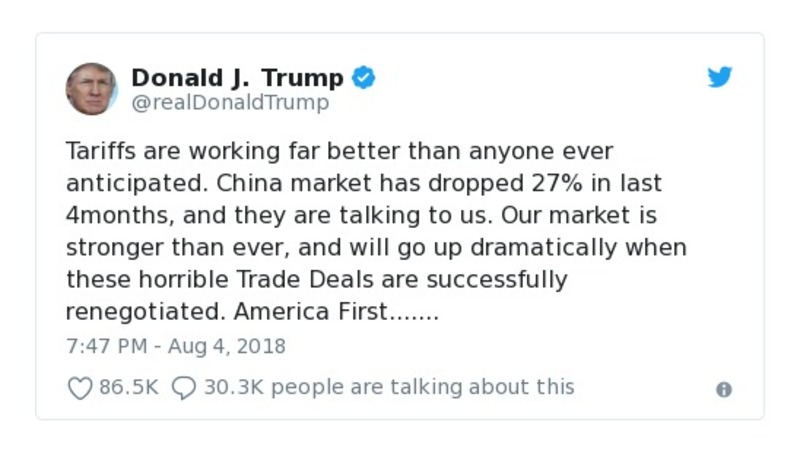 Donald J. Trump
@realDonaldTrump
Tariffs are working far better than anyone ever
anticipated. China market has dropped 27% in last
4months, and they are talking to us. Our market is
stronger than ever, and will go up dramatically when
these horrible Trade Deals are successfully
renegotiated. America First.......
7:47 PM - Aug 4, 2018
86.5K 30.3K people are talking about this